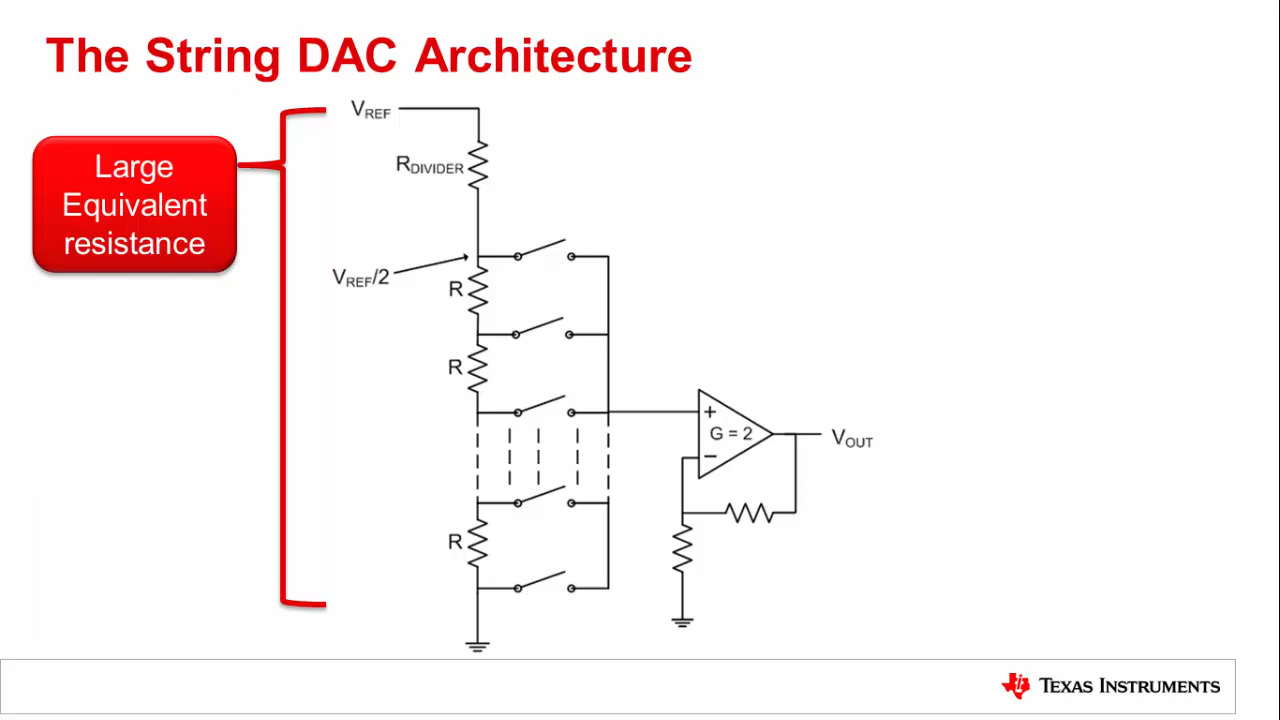 The String DAC Architecture
Large
Equivalent
resistance
VREF
RDIVIDER
VREF/2
R
R
R
+
G = 2
−
VOUT
TEXAS INSTRUMENTS